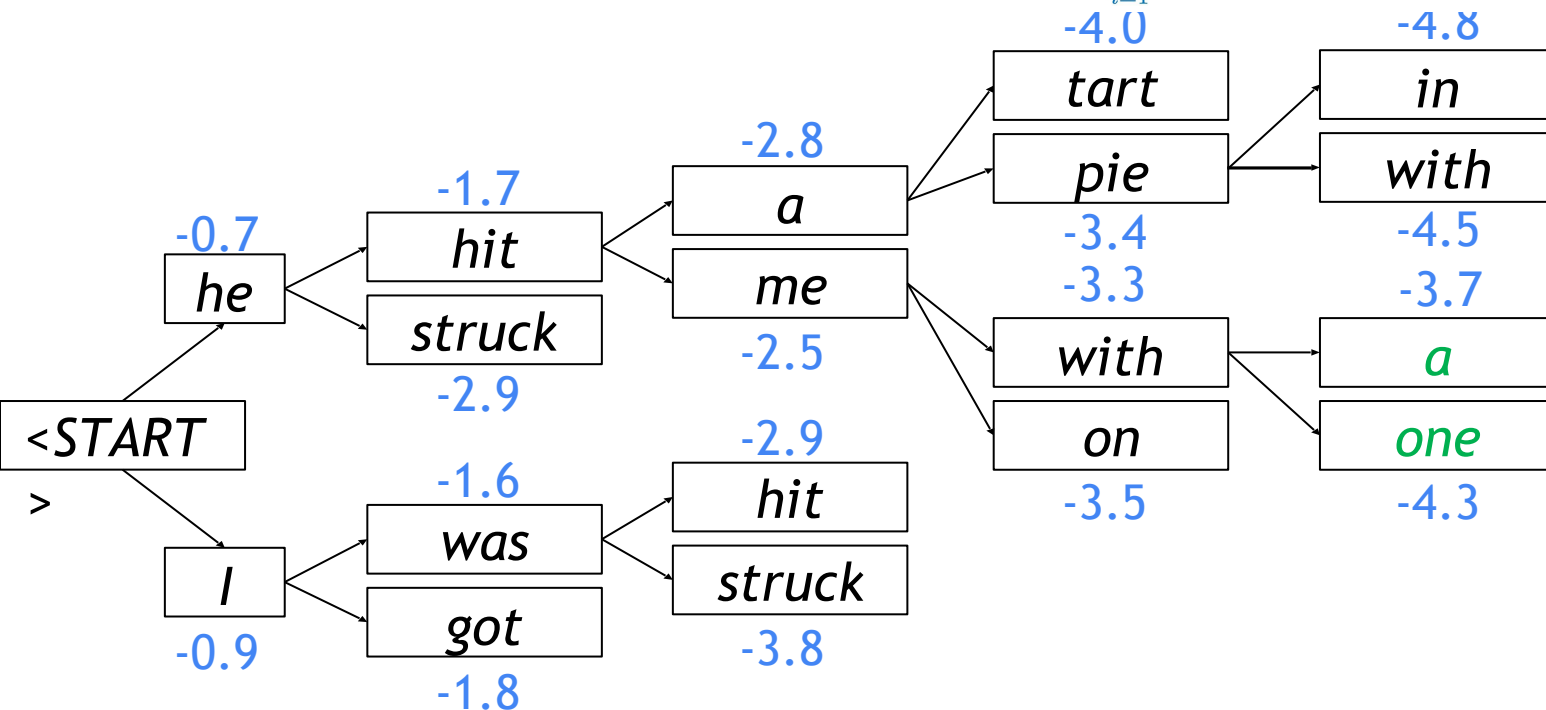 -4.0
-4.8
tart
in
-2.8
pie
with
-1.7
a
-3.4
-4.5
-0.7
hit
me
-3.3
-3.7
he
struck
-2.5
with
a
-2.9
<START
>
-2.9
on
one
-1.6
hit
-3.5
-4.3
was
I
struck
got
-0.9
-3.8
-1.8